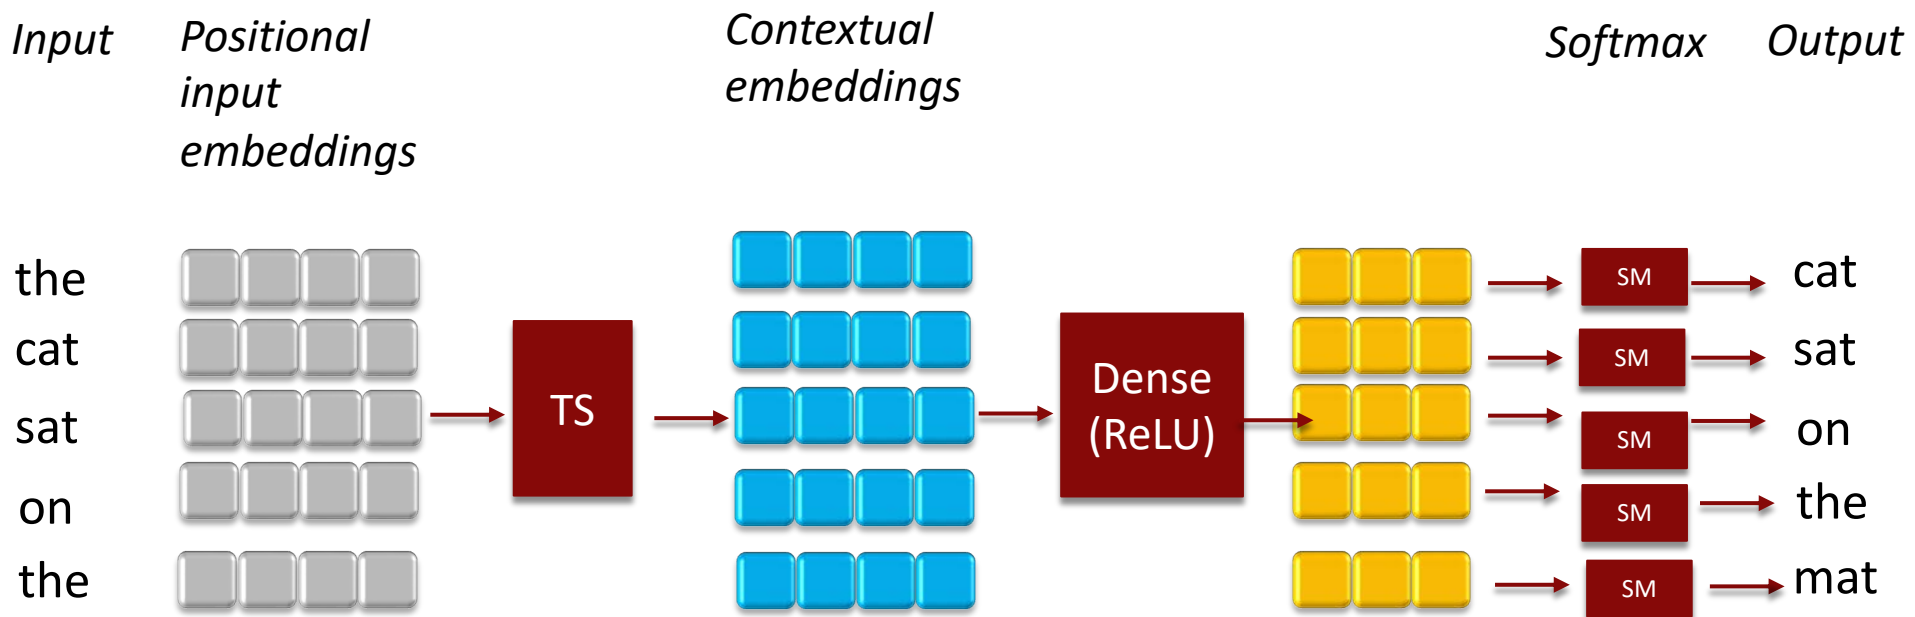 Input
Positional
input
embeddings
Contextual
embeddings
Softmax
Output
the
cat
sat
on
the
TS
Dense
(ReLU)
SM
SM
SM
SM
SM
cat
sat
on
the
mat